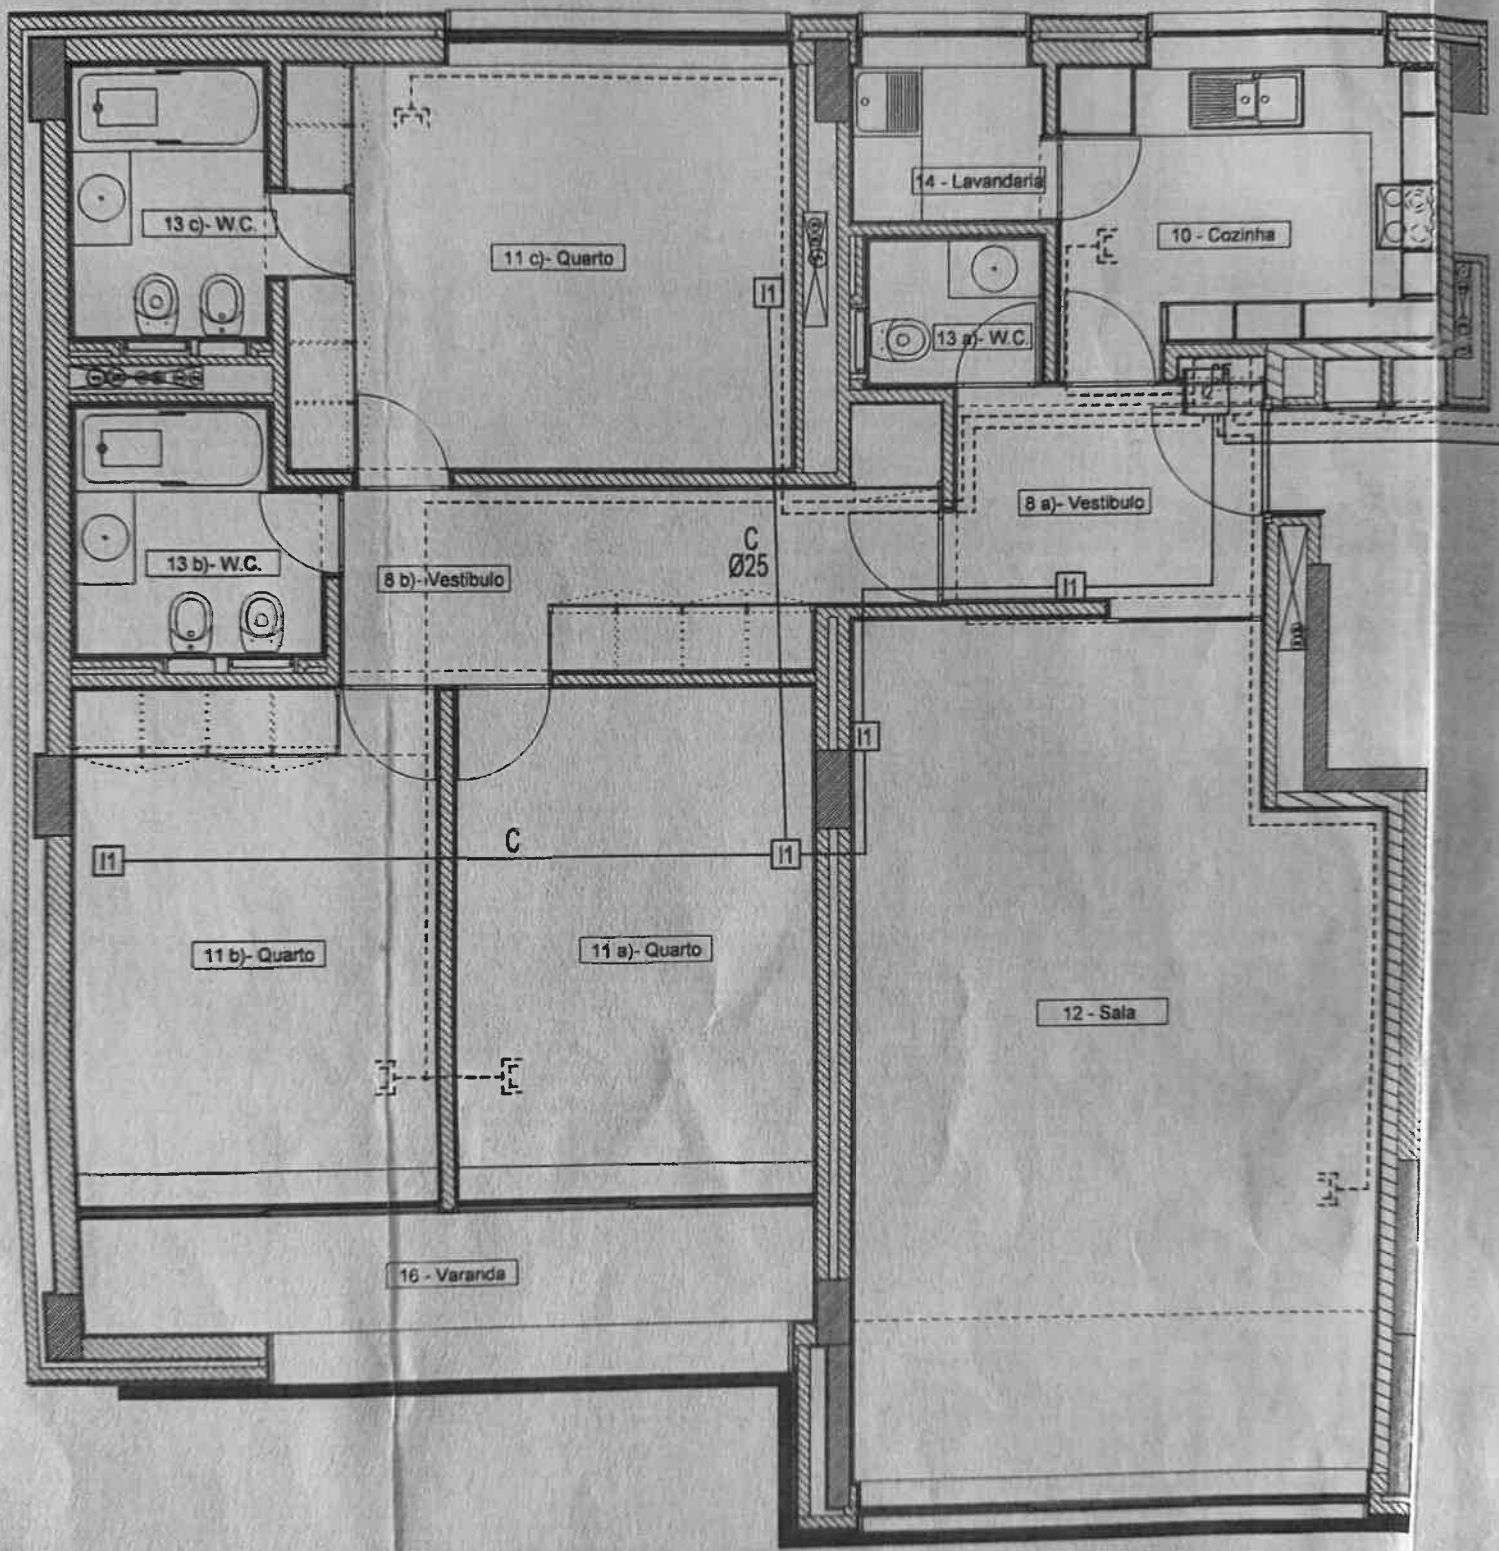 14 - Lavandaria
13 c)- W.C.
11 c)- Quarto
10 - Cozinha
I1
13 a)- W.C
I2
8 a)- Vestibulo
C
Ø25
13 b)- W.C.
8 b)- Vestibulo
I1
I1
C
I1
I1
11 b)- Quarto
11 a)- Quarto
12 - Sala
16 - Varanda